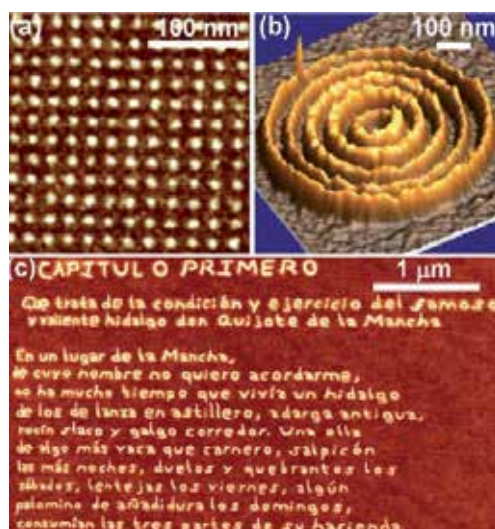 (a)
100 nm
(b)
100 nm
(c) CAPITULO PRIMERO
1 µm
Que trata de la condición y ejercicio del famoso
y valiente hidalgo don Quijote de la Mancha
En un lugar de la Mancha,
de cuyo nombre no quiero acordarme,
no ha mucho tiempo que vivía un hidalgo
de los de lanza en astillero, adarga antigua,
rocín flaco y galgo corredor. Una olla
de algo más vaca que carnero, salpicón
las más noches, duelos y quebrantos los
sábados, lentejas los viernes, algún
palomino de añadidura los domingos,
consumían las tres partes de su hacienda